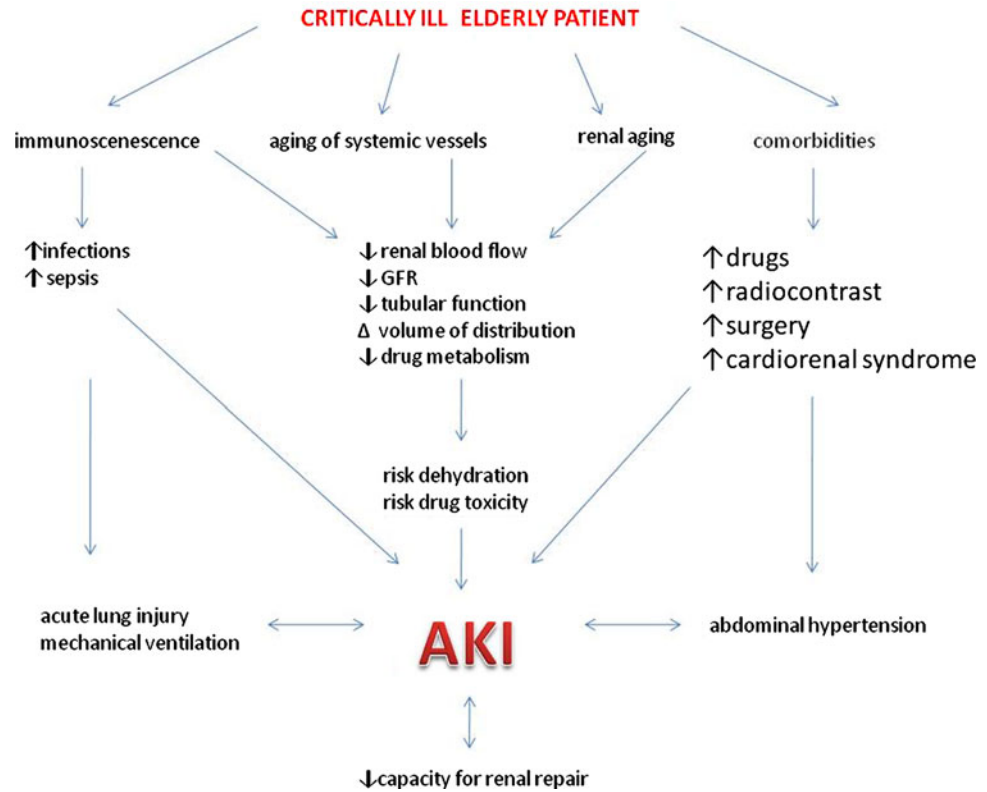 CRITICALLY ILL ELDERLY PATIENT
immunoscenescence
aging of systemic vessels
renal aging
comorbidities
↑infections
↑sepsis
↓renal blood flow
↓GFR
↓tubular function
Δ volume of distribution
↓drug metabolism
↑drugs
↑radiocontrast
↑surgery
↑cardiorenal syndrome
risk dehydration
risk drug toxicity
acute lung injury
mechanical ventilation
AKI
abdominal hypertension
↓capacity for renal repair